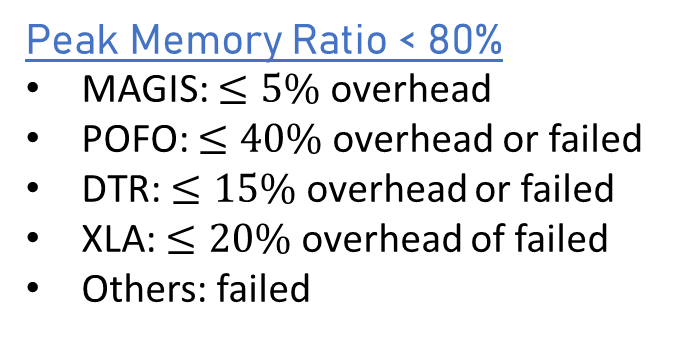 Peak Memory Ratio < 80%
• MAGIS: ≤ 5% overhead
• POFO: ≤ 40% overhead or failed
• DTR: ≤ 15% overhead or failed
• XLA: ≤ 20% overhead of failed
• Others: failed